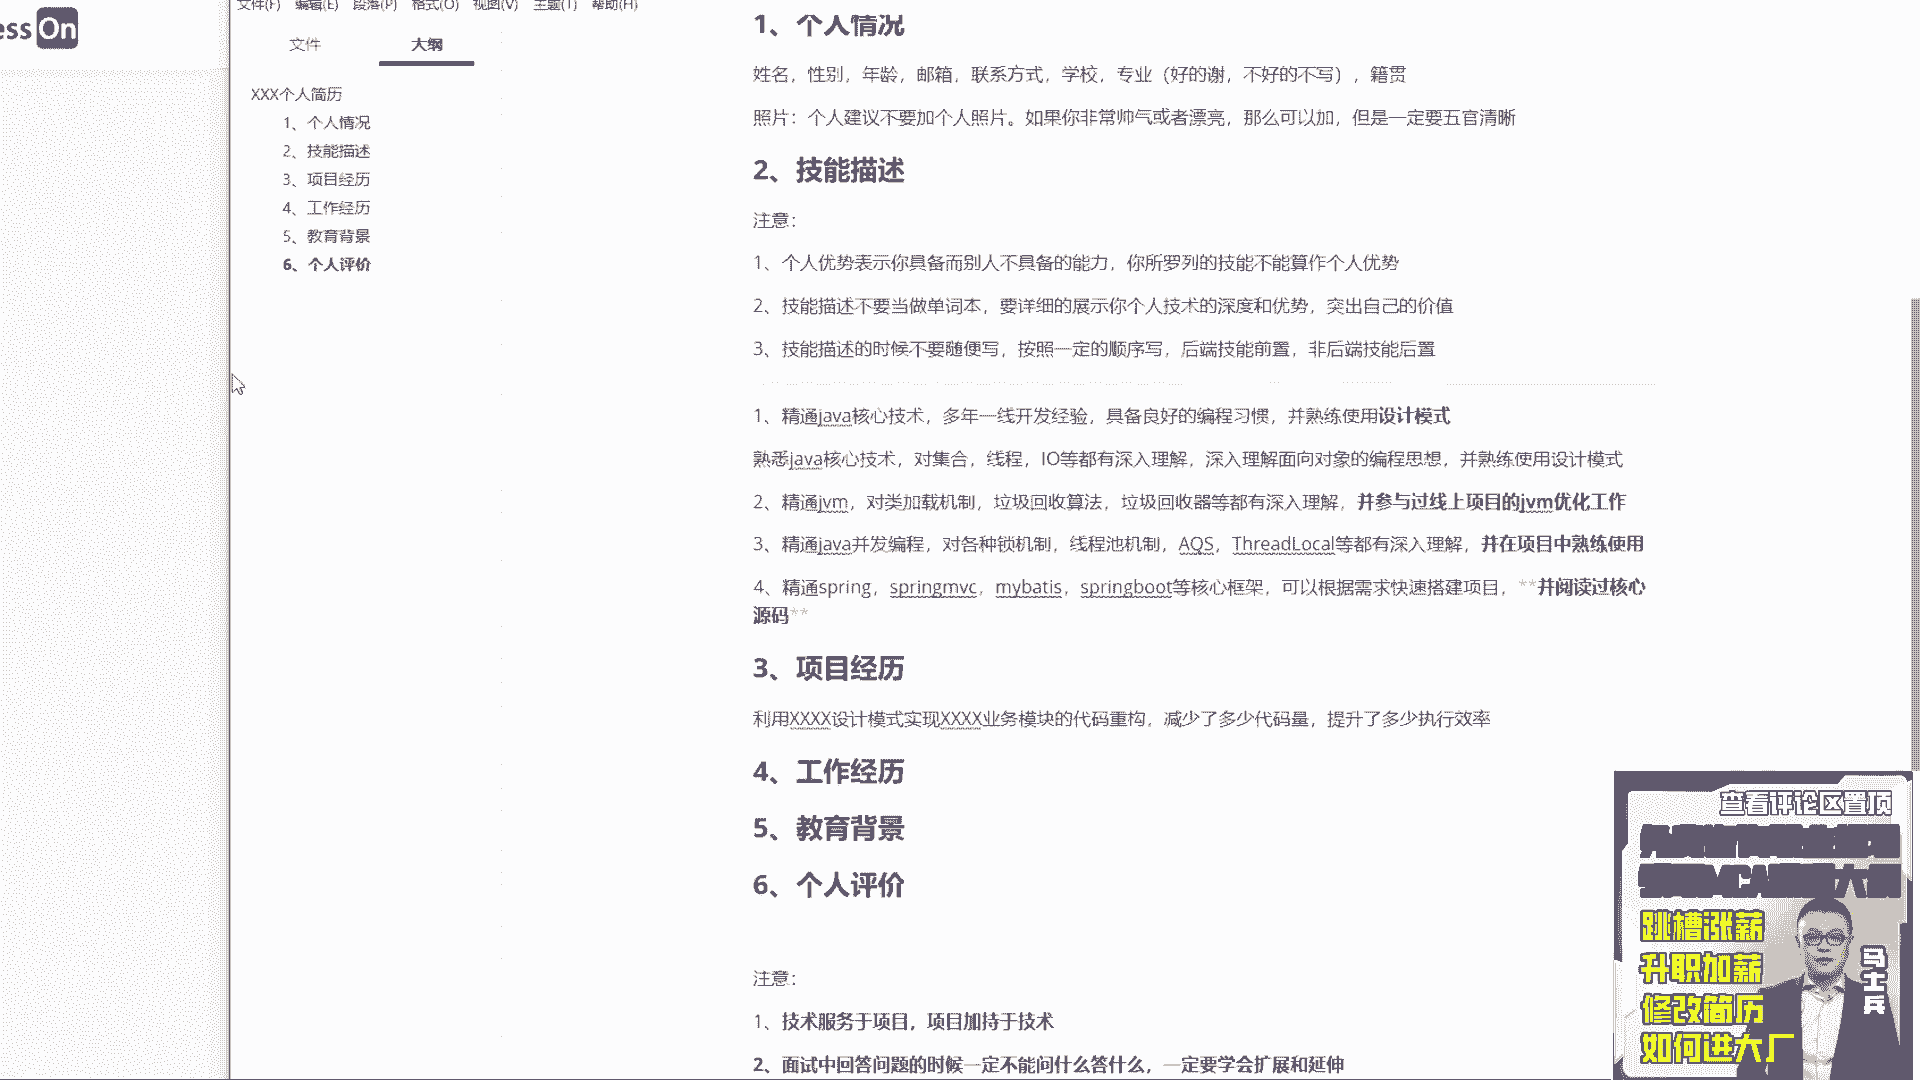 ess On
文件(F) 编辑(E) 段落(P) 格式(O) 视图(V) 主题(T) 帮助(H)
文件 大纲
XXX个人简历
1、个人情况
2、技能描述
3、项目经历
4、工作经历
5、教育背景
6、个人评价
1、个人情况
姓名，性别，年龄，邮箱，联系方式，学校，专业（好的谢，不好的不写），籍贯
照片：个人建议不要加个人照片。如果你非常帅气或者漂亮，那么可以加，但是一定要五官清晰
2、技能描述
注意：
1、个人优势表示你具备而别人不具备的能力，你所罗列的技能不能算作个人优势
2、技能描述不要当做单词本，要详细的展示你个人技术的深度和优势，突出自己的价值
3、技能描述的时候不要随便写，按照一定的顺序写，后端技能前置，非后端技能后置
1、精通java核心技术，多年一线开发经验，具备良好的编程习惯，并熟练使用设计模式
熟悉java核心技术，对集合，线程，IO等都有深入理解，深入理解面向对象的编程思想，并熟练使用设计模式
2、精通jvm，对类加载机制，垃圾回收算法，垃圾回收器等都有深入理解，并参与过线上项目的jvm优化工作
3、精通java并发编程，对各种锁机制，线程池机制，AQS，ThreadLocal等都有深入理解，并在项目中熟练使用
4、精通spring，springmvc，mybatis，springboot等核心框架，可以根据需求快速搭建项目，**并阅读过核心
源码**
3、项目经历
利用XXXX设计模式实现XXXX业务模块的代码重构，减少了多少代码量，提升了多少执行效率
4、工作经历
5、教育背景
6、个人评价
注意：
1、技术服务于项目，项目加持于技术
2、面试中回答问题的时候一定不能问什么答什么，一定要学会扩展和延伸
查看评论区置顶
跳槽涨薪
升职加薪
修改简历
如何进大厂
马士兵